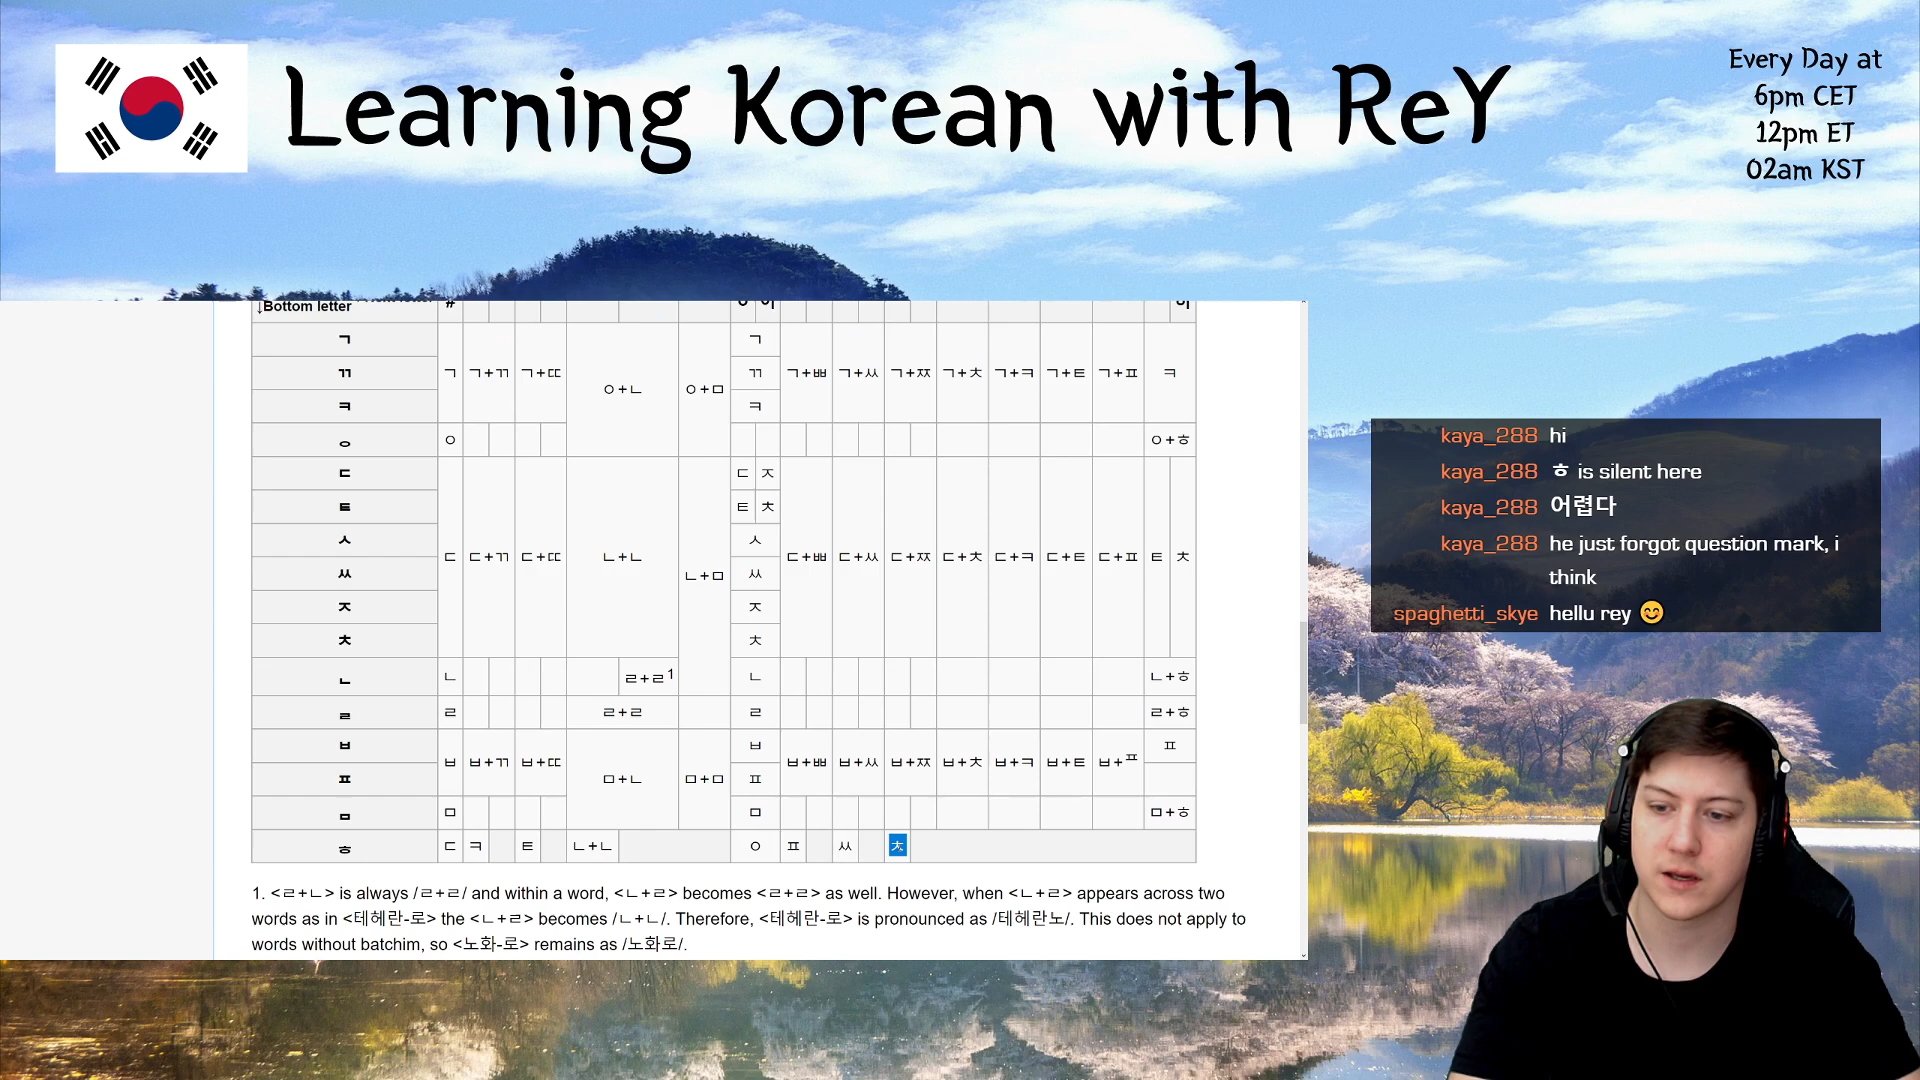 Learning Korean with ReY
Every Day at
6pm CET
12pm ET
02am KST
↓Bottom letter #
ㄱ ㄱ
ㄲ ㄱ ㄱ+ㄲ ㄱ+ㄸ ㅇ+ㄴ ㅇ+ㅁ ㄲ ㄱ+ㅃ ㄱ+ㅆ ㄱ+ㅉ ㄱ+ㅊ ㄱ+ㅋ ㄱ+ㅌ ㄱ+ㅍ ㅋ
ㅋ ㅋ
ㅇ ㅇ ㅇ+ㅎ
ㄷ ㄷ ㅈ
ㅌ ㅌ ㅊ
ㅅ ㅅ
ㅆ ㄷ ㄷ+ㄲ ㄷ+ㄸ ㄴ+ㄴ ㄴ+ㅁ ㅆ ㄷ+ㅃ ㄷ+ㅆ ㄷ+ㅉ ㄷ+ㅊ ㄷ+ㅋ ㄷ+ㅌ ㄷ+ㅍ ㅌ ㅊ
ㅈ ㅈ
ㅊ ㅊ
ㄴ ㄴ ㄹ+ㄹ1 ㄴ ㄴ+ㅎ
ㄹ ㄹ ㄹ+ㄹ ㄹ ㄹ+ㅎ
ㅂ ㅂ ㅂ+ㄲ ㅂ+ㄸ ㅂ ㅂ+ㅃ ㅂ+ㅆ ㅂ+ㅉ ㅂ+ㅊ ㅂ+ㅋ ㅂ+ㅌ ㅂ+ㅍ ㅍ
ㅍ ㅁ+ㄴ ㅁ+ㅁ ㅍ
ㅁ ㅁ ㅁ ㅁ+ㅎ
ㅎ ㄷ ㅋ ㅌ ㄴ+ㄴ ㅇ ㅍ ㅆ ㅊ
1. <ㄹ+ㄴ> is always /ㄹ+ㄹ/ and within a word, <ㄴ+ㄹ> becomes <ㄹ+ㄹ> as well. However, when <ㄴ+ㄹ> appears across two
words as in <테헤란-로> the <ㄴ+ㄹ> becomes /ㄴ+ㄴ/. Therefore, <테헤란-로> is pronounced as /테헤란노/. This does not apply to
words without batchim, so <노화-로> remains as /노화로/.
kaya_288 hi
kaya_288 ㅎ is silent here
kaya_288 어렵다
kaya_288 he just forgot question mark, i
think
spaghetti_skye hellu rey 😊